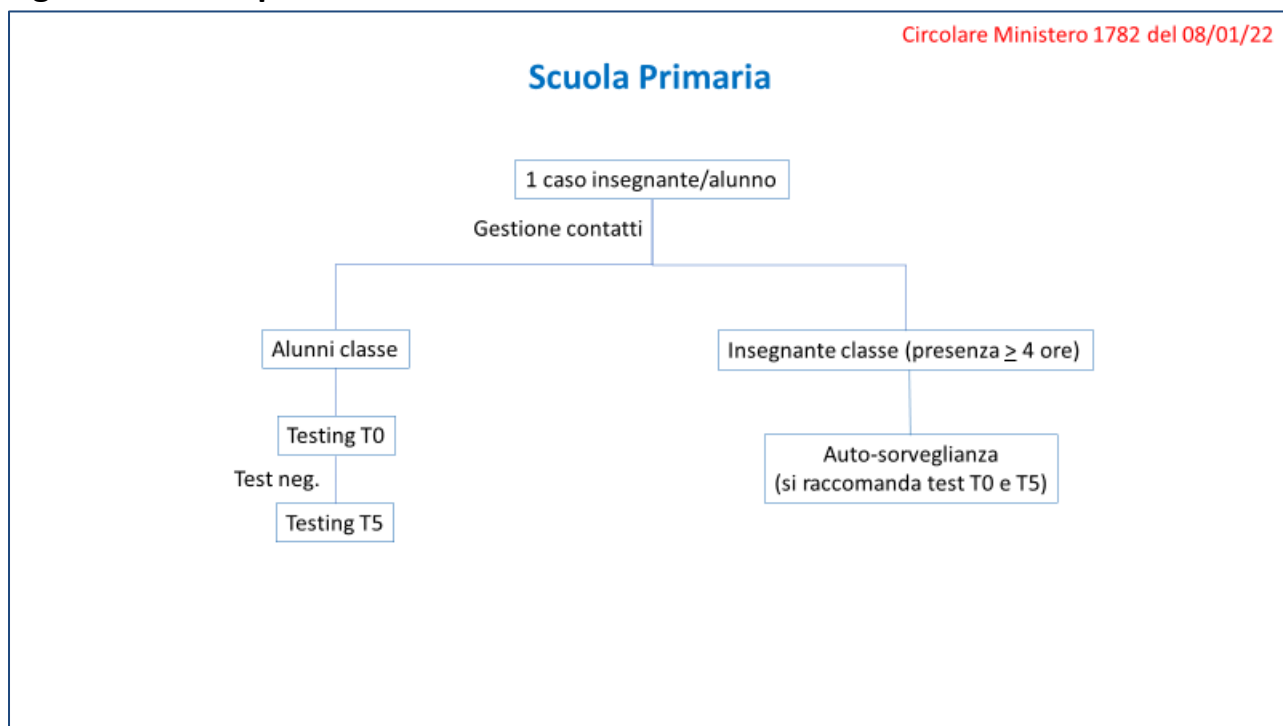 Circolare Ministero 1782 del 08/01/22
Scuola Primaria
1 caso insegnante/alunno
Gestione contatti
Alunni classe
Insegnante classe (presenza ≥ 4 ore)
Testing T0
Test neg.
Testing T5
Auto-sorveglianza
(si raccomanda test T0 e T5)